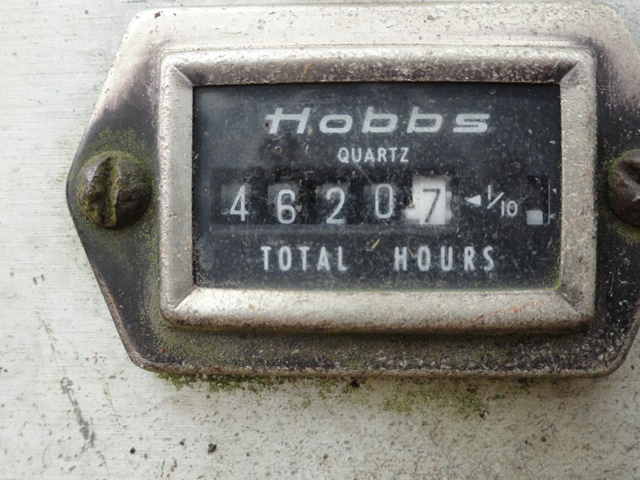 Hobbs
QUARTZ
46207 ◄1/10
TOTAL HOURS